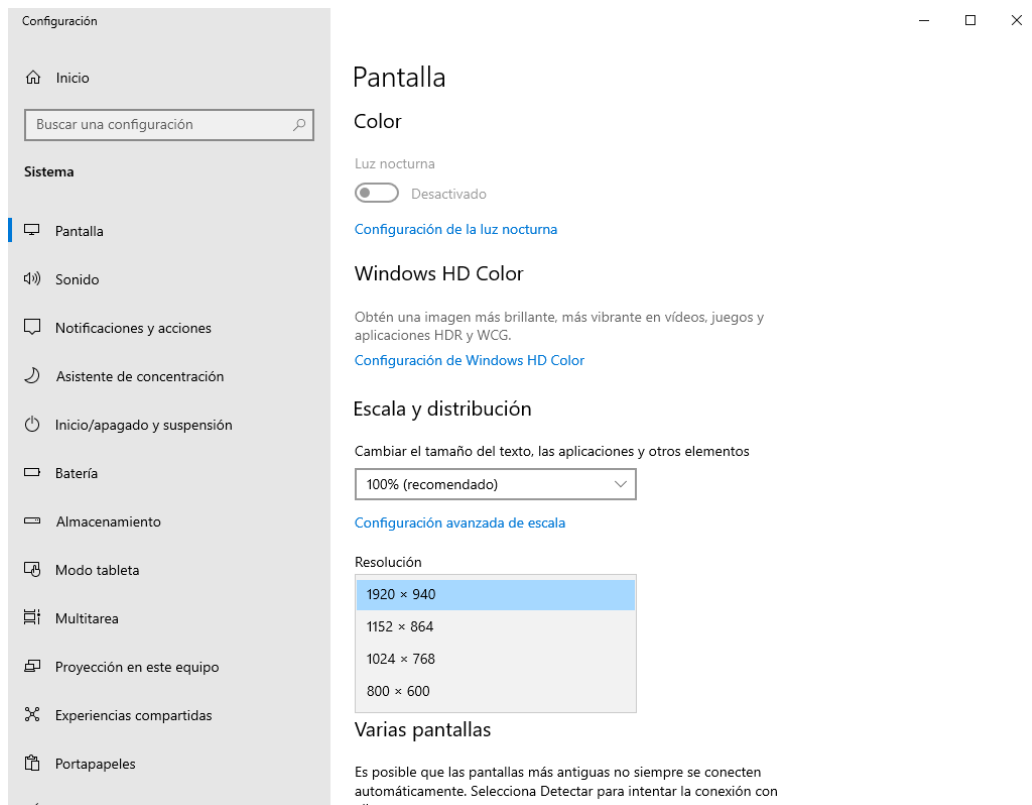 Configuración
Inicio
Buscar una configuración
Sistema
Pantalla
Sonido
Notificaciones y acciones
Asistente de concentración
Inicio/apagado y suspensión
Batería
Almacenamiento
Modo tableta
Multitarea
Proyección en este equipo
Experiencias compartidas
Portapapeles
Pantalla
Color
Luz nocturna
Desactivado
Configuración de la luz nocturna
Windows HD Color
Obtén una imagen más brillante, más vibrante en vídeos, juegos y
aplicaciones HDR y WCG.
Configuración de Windows HD Color
Escala y distribución
Cambiar el tamaño del texto, las aplicaciones y otros elementos
100% (recomendado)
Configuración avanzada de escala
Resolución
1920 × 940
1152 × 864
1024 × 768
800 × 600
Varias pantallas
Es posible que las pantallas más antiguas no siempre se conecten
automáticamente. Selecciona Detectar para intentar la conexión con